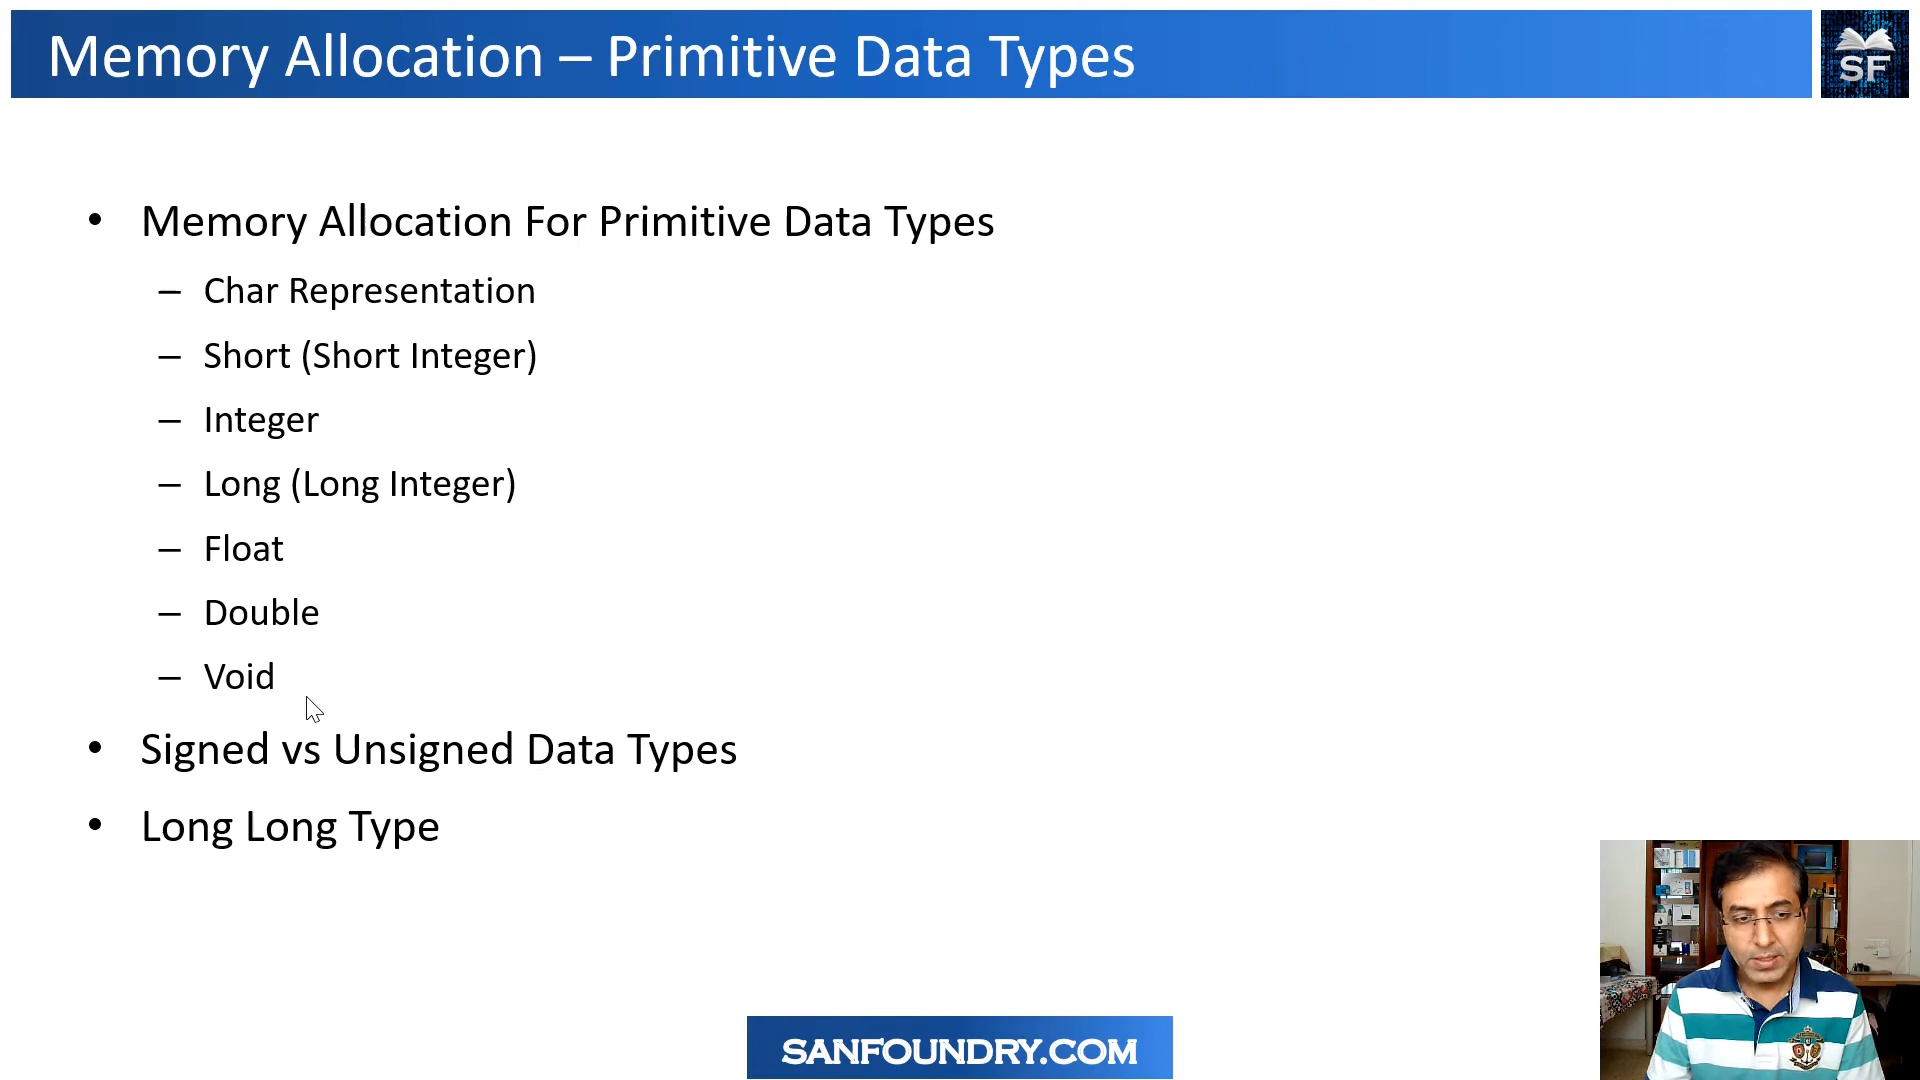 Memory Allocation – Primitive Data Types
SF
• Memory Allocation For Primitive Data Types
– Char Representation
– Short (Short Integer)
– Integer
– Long (Long Integer)
– Float
– Double
– Void
• Signed vs Unsigned Data Types
• Long Long Type
SANFOUNDRY.COM